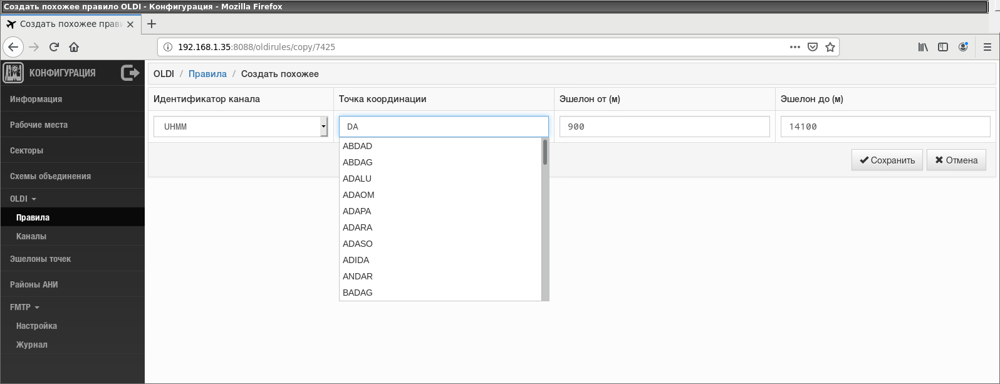 Создать похожее правило OLDI - Конфигурация - Mozilla Firefox
Создать похожее прави
192.168.1.35:8088/oldirules/copy/7425
КОНФИГУРАЦИЯ
Информация
Рабочие места
Секторы
Схемы объединения
OLDI
Правила
Каналы
Эшелоны точек
Районы АНИ
FMTP
Настройка
Журнал
OLDI / Правила / Создать похожее
Идентификатор канала Точка координации Эшелон от (м) Эшелон до (м)
UHMM DA 900 14100
ABDAD
ABDAG
ADALU
ADAOM
ADAPA
ADARA
ADASO
ADIDA
ANDAR
BADAG
Сохранить Отмена